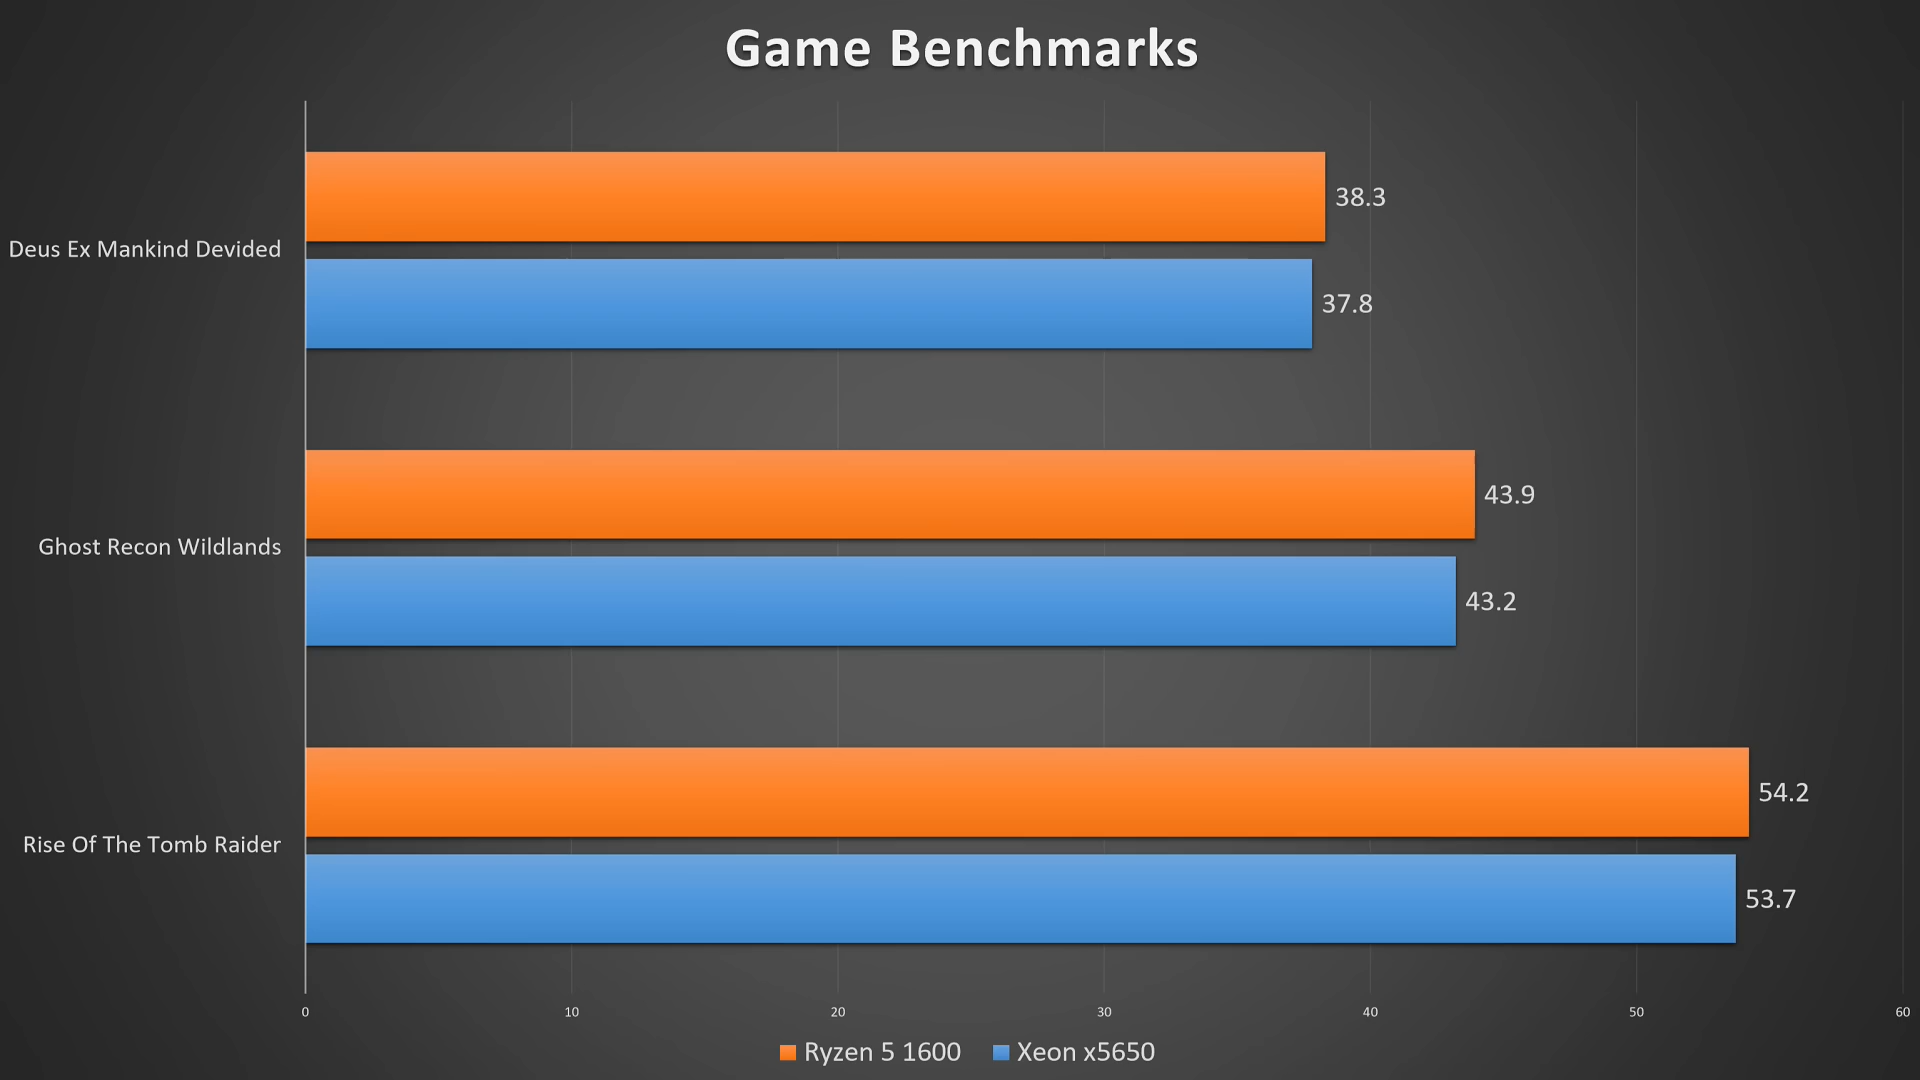 Game Benchmarks
38.3
Deus Ex Mankind Devided
37.8
43.9
Ghost Recon Wildlands
43.2
54.2
Rise Of The Tomb Raider
53.7
0 10 20 30 40 50 60
Ryzen 5 1600 Xeon x5650